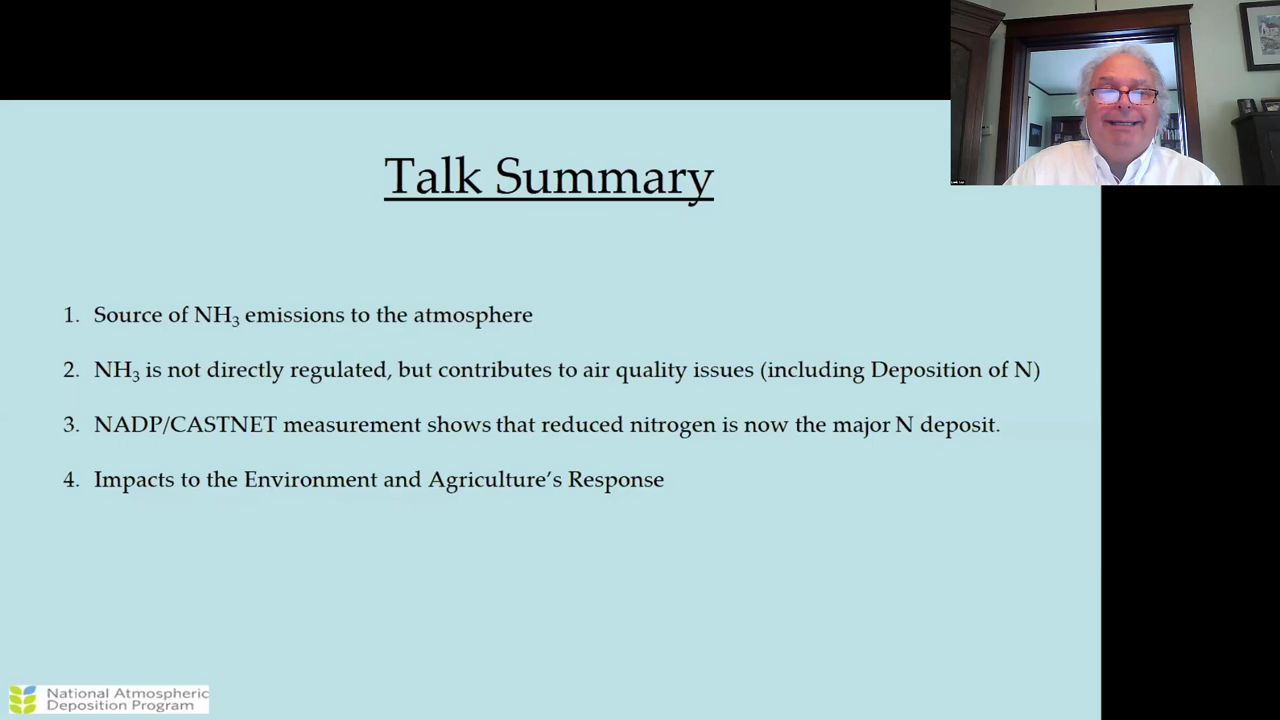 Talk Summary
1. Source of NH₃ emissions to the atmosphere
2. NH₃ is not directly regulated, but contributes to air quality issues (including Deposition of N)
3. NADP/CASTNET measurement shows that reduced nitrogen is now the major N deposit.
4. Impacts to the Environment and Agriculture’s Response
National Atmospheric
Deposition Program